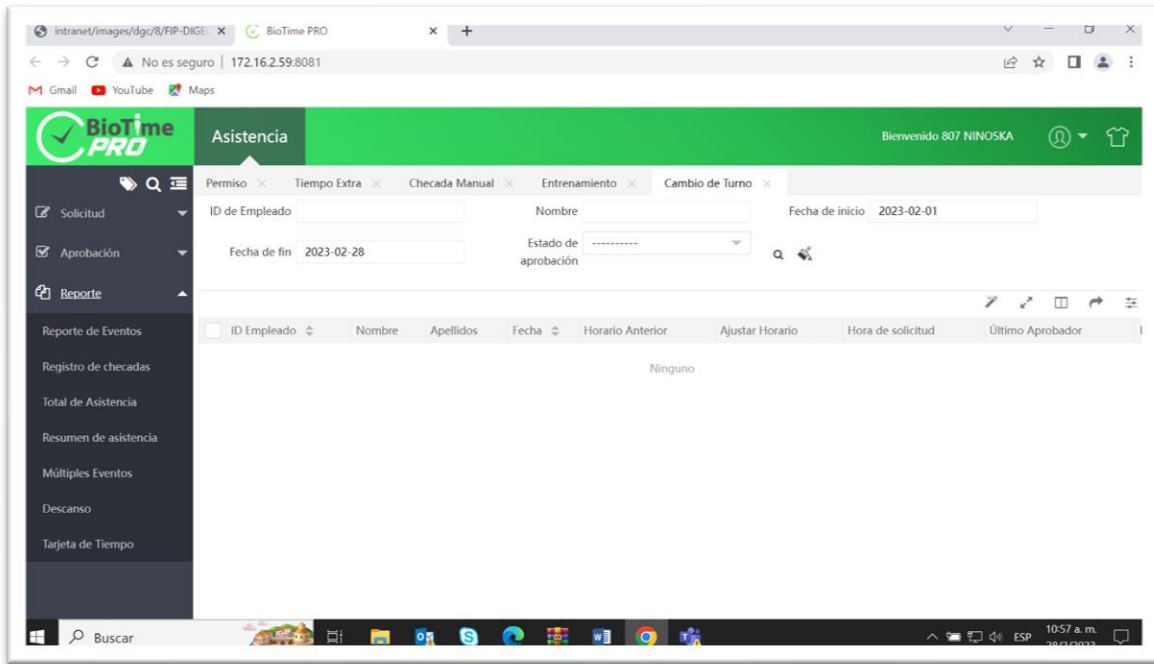 intranet/images/dgc/8/FIP-DIGE
BioTime PRO
No es seguro | 172.16.2.59:8081
Gmail YouTube Maps
BioTime PRO
Asistencia
Bienvenido 807 NINOSKA
Permiso Tiempo Extra Checada Manual Entrenamiento Cambio de Turno
Solicitud
Aprobación
Reporte
Reporte de Eventos
Registro de checadas
Total de Asistencia
Resumen de asistencia
Múltiples Eventos
Descanso
Tarjeta de Tiempo
ID de Empleado Nombre Fecha de inicio 2023-02-01
Fecha de fin 2023-02-28 Estado de aprobación ----------
ID Empleado Nombre Apellidos Fecha Horario Anterior Ajustar Horario Hora de solicitud Último Aprobador
Ninguno
Buscar
ESP
10:57 a. m.